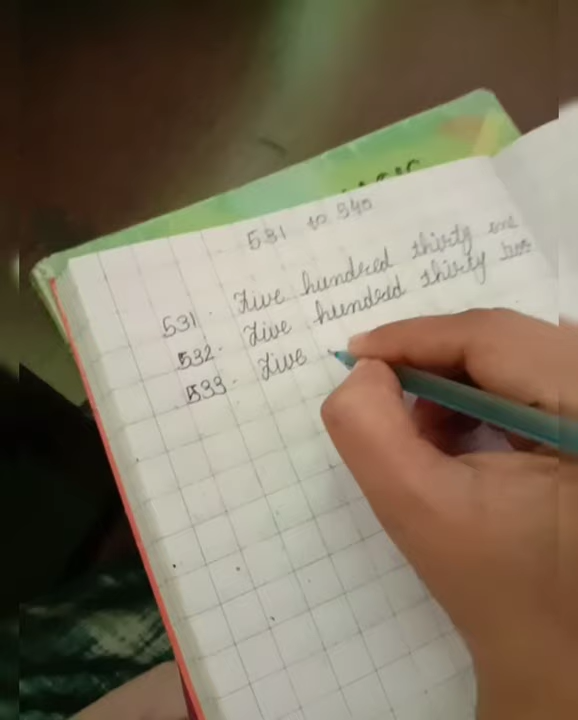 531 to 540
531. Five hundred thirty one
532. Five hundred thirty two
533. Five